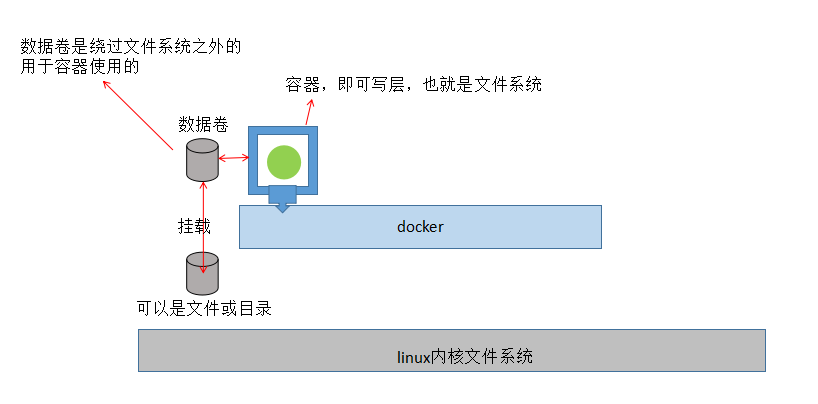 数据卷是绕过文件系统之外的
用于容器使用的
容器，即可写层，也就是文件系统
数据卷
挂载
docker
可以是文件或目录
linux内核文件系统